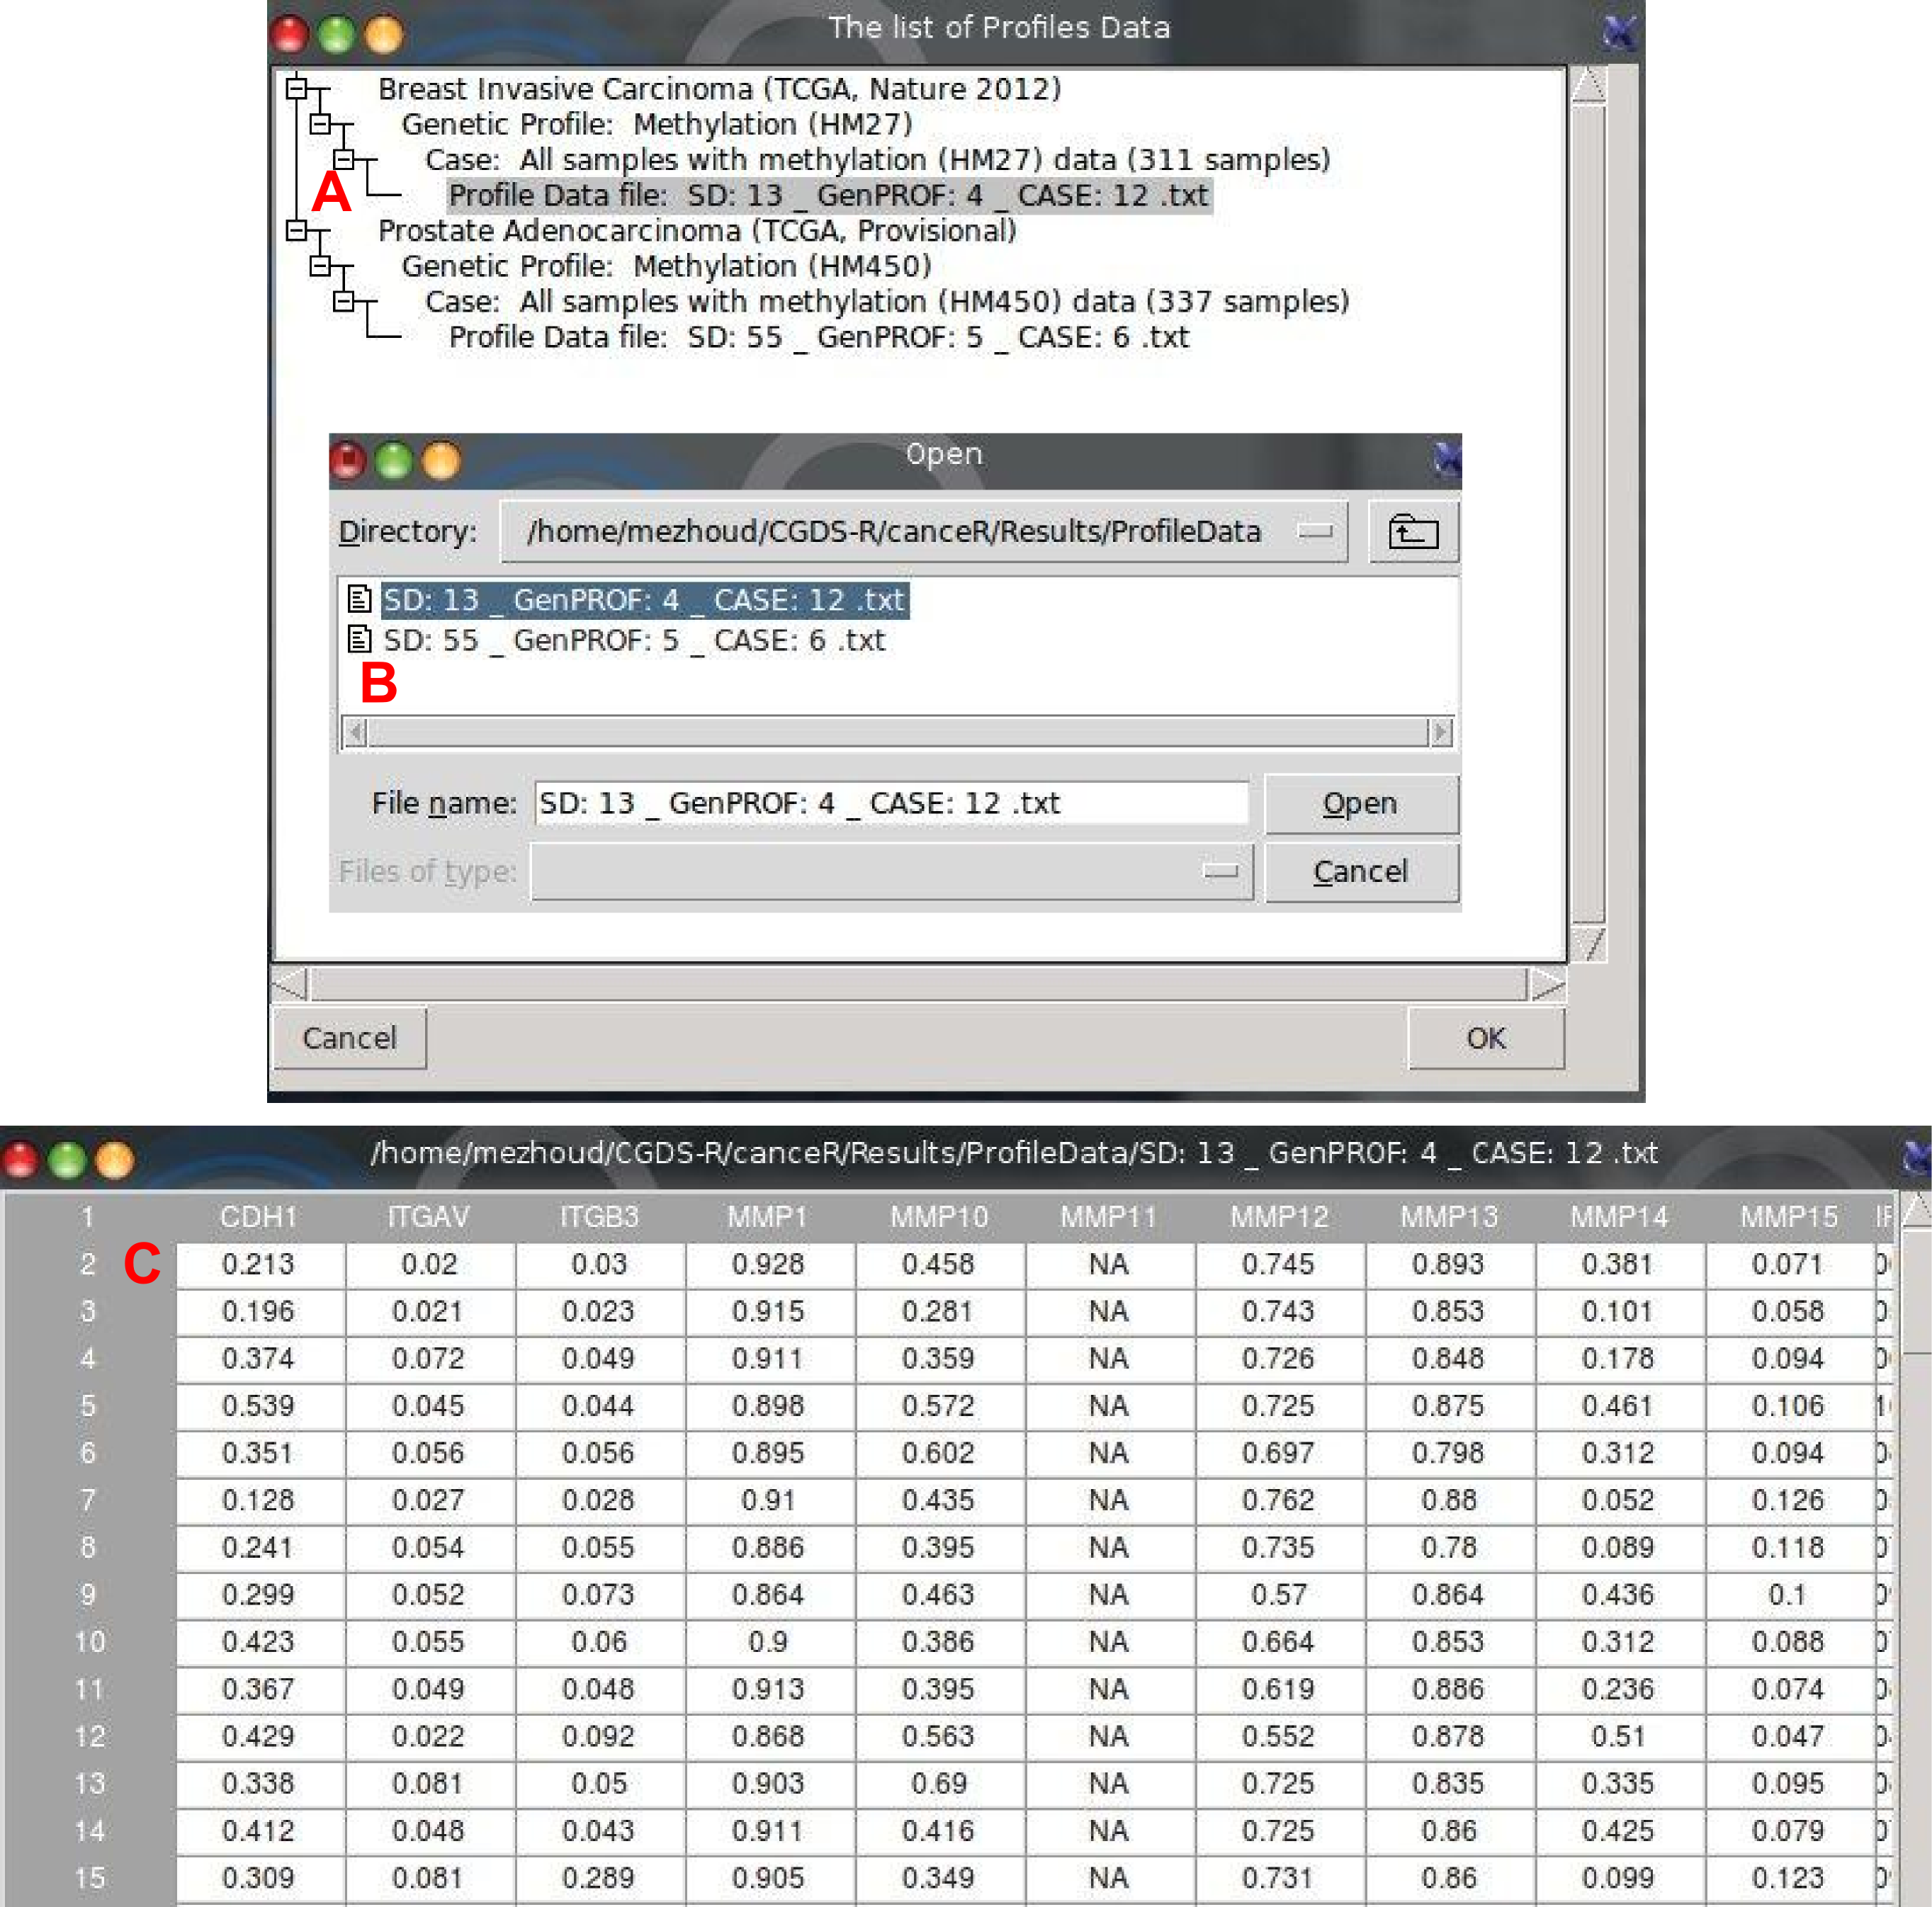 The list of Profiles Data
Breast Invasive Carcinoma (TCGA, Nature 2012)
Genetic Profile: Methylation (HM27)
Case: All samples with methylation (HM27) data (311 samples)
A
Profile Data file: SD: 13 _ GenPROF: 4 _ CASE: 12 .txt
Prostate Adenocarcinoma (TCGA, Provisional)
Genetic Profile: Methylation (HM450)
Case: All samples with methylation (HM450) data (337 samples)
Profile Data file: SD: 55 _ GenPROF: 5 _ CASE: 6 .txt
Open
Directory: /home/mezhoud/CGDS-R/canceR/Results/ProfileData
SD: 13 _ GenPROF: 4 _ CASE: 12 .txt
SD: 55 _ GenPROF: 5 _ CASE: 6 .txt
B
File name: SD: 13 _ GenPROF: 4 _ CASE: 12 .txt Open
Files of type: Cancel
Cancel OK
/home/mezhoud/CGDS-R/canceR/Results/ProfileData/SD: 13 _ GenPROF: 4 _ CASE: 12 .txt
1 CDH1 ITGAV ITGB3 MMP1 MMP10 MMP11 MMP12 MMP13 MMP14 MMP15
2 C 0.213 0.02 0.03 0.928 0.458 NA 0.745 0.893 0.381 0.071
3 0.196 0.021 0.023 0.915 0.281 NA 0.743 0.853 0.101 0.058
4 0.374 0.072 0.049 0.911 0.359 NA 0.726 0.848 0.178 0.094
5 0.539 0.045 0.044 0.898 0.572 NA 0.725 0.875 0.461 0.106
6 0.351 0.056 0.056 0.895 0.602 NA 0.697 0.798 0.312 0.094
7 0.128 0.027 0.028 0.91 0.435 NA 0.762 0.88 0.052 0.126
8 0.241 0.054 0.055 0.886 0.395 NA 0.735 0.78 0.089 0.118
9 0.299 0.052 0.073 0.864 0.463 NA 0.57 0.864 0.436 0.1
10 0.423 0.055 0.06 0.9 0.386 NA 0.664 0.853 0.312 0.088
11 0.367 0.049 0.048 0.913 0.395 NA 0.619 0.886 0.236 0.074
12 0.429 0.022 0.092 0.868 0.563 NA 0.552 0.878 0.51 0.047
13 0.338 0.081 0.05 0.903 0.69 NA 0.725 0.835 0.335 0.095
14 0.412 0.048 0.043 0.911 0.416 NA 0.725 0.86 0.425 0.079
15 0.309 0.081 0.289 0.905 0.349 NA 0.731 0.86 0.099 0.123